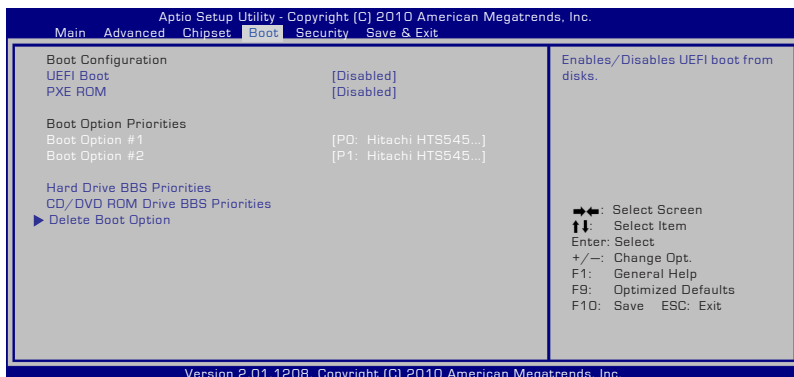 Aptio Setup Utility - Copyright (C) 2010 American Megatrends, Inc.
Main Advanced Chipset Boot Security Save & Exit
Boot Configuration
UEFI Boot [Disabled]
PXE ROM [Disabled]
Boot Option Priorities
Boot Option #1 [P0: Hitachi HTS545...]
Boot Option #2 [P1: Hitachi HTS545...]
Hard Drive BBS Priorities
CD/DVD ROM Drive BBS Priorities
Delete Boot Option
Enables/Disables UEFI boot from
disks.
→←: Select Screen
↑↓: Select Item
Enter: Select
+/—: Change Opt.
F1: General Help
F9: Optimized Defaults
F10: Save ESC: Exit
Version 2.01.1208. Copyright (C) 2010 American Megatrends, Inc.